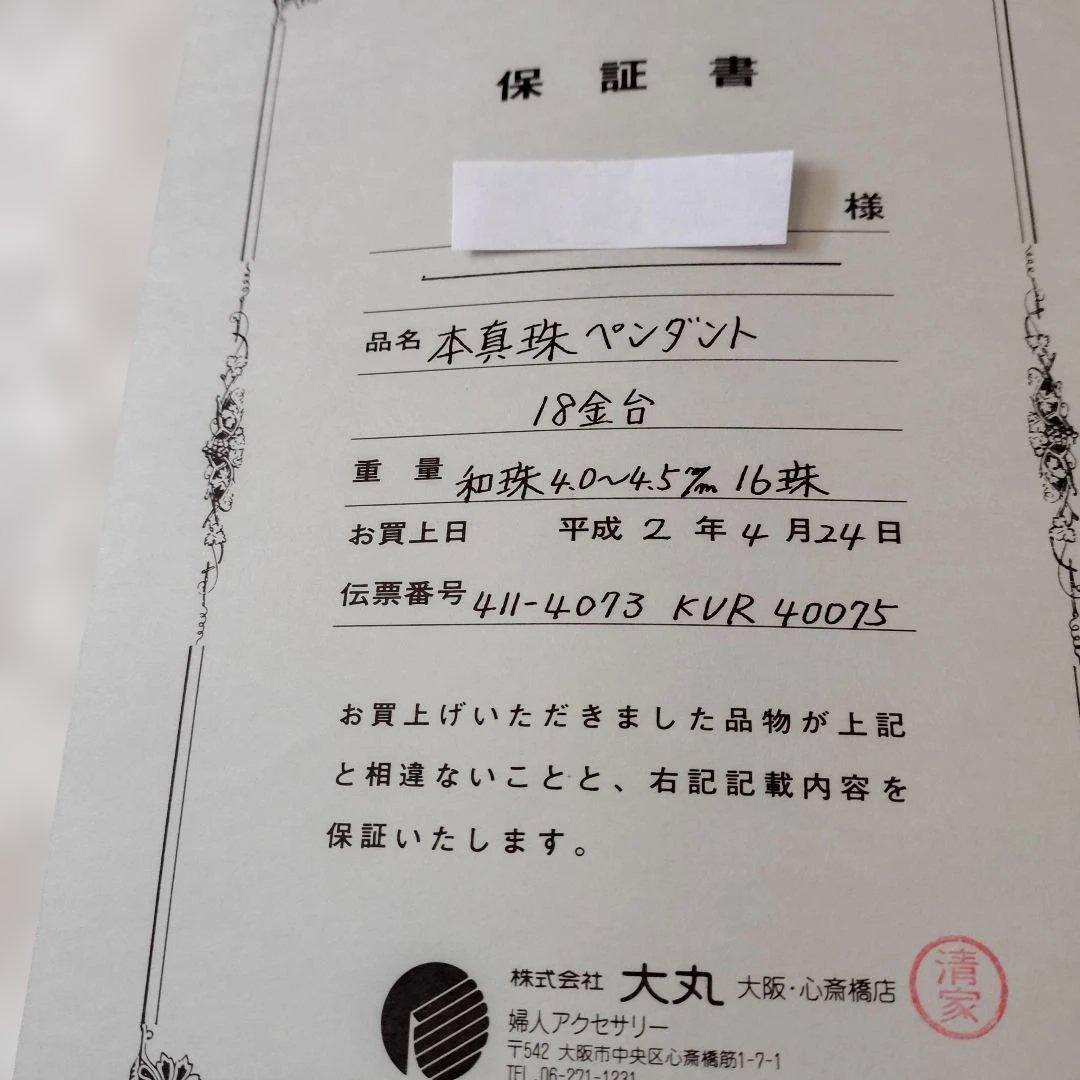 保証書
様
品名 本真珠ペンダント
18金台
重量 和珠4.0～4.5m/m 16珠
お買上日 平成2年4月24日
伝票番号 411-4073 KVR 40075
お買上げいただきました品物が上記
と相違ないことと、右記記載内容を
保証いたします。
株式会社 大丸 大阪・心斎橋店
清家
婦人アクセサリー
〒542 大阪市中央区心斎橋筋1-7-1
TEL.06-271-1231